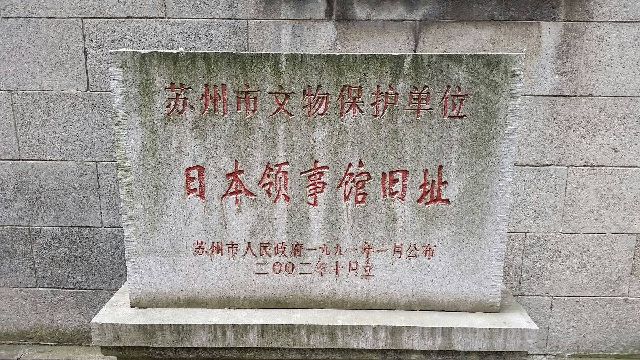 苏州市文物保护单位
日本领事馆旧址
苏州市人民政府一九九一年一月公布
二〇〇二年十月立